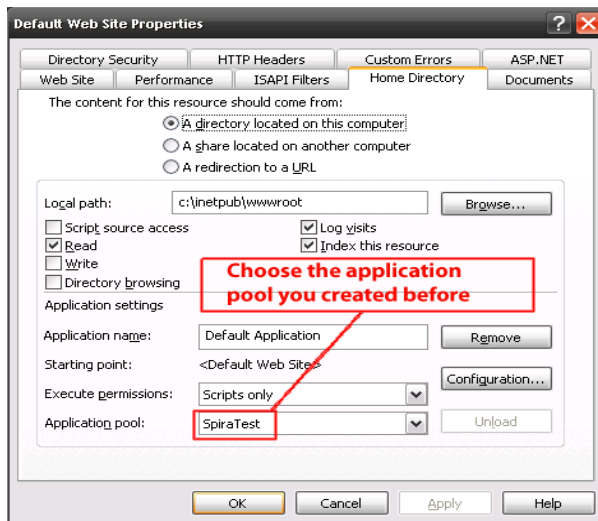 Default Web Site Properties
Directory Security HTTP Headers Custom Errors ASP.NET
Web Site Performance ISAPI Filters Home Directory Documents
The content for this resource should come from:
A directory located on this computer
A share located on another computer
A redirection to a URL
Local path: c:\inetpub\wwwroot Browse...
Script source access Log visits
Read Index this resource
Write
Directory browsing
Choose the application
pool you created before
Application settings
Application name: Default Application Remove
Starting point: <Default Web Site>
Configuration...
Execute permissions: Scripts only
Application pool: SpiraTest Unload
OK Cancel Apply Help